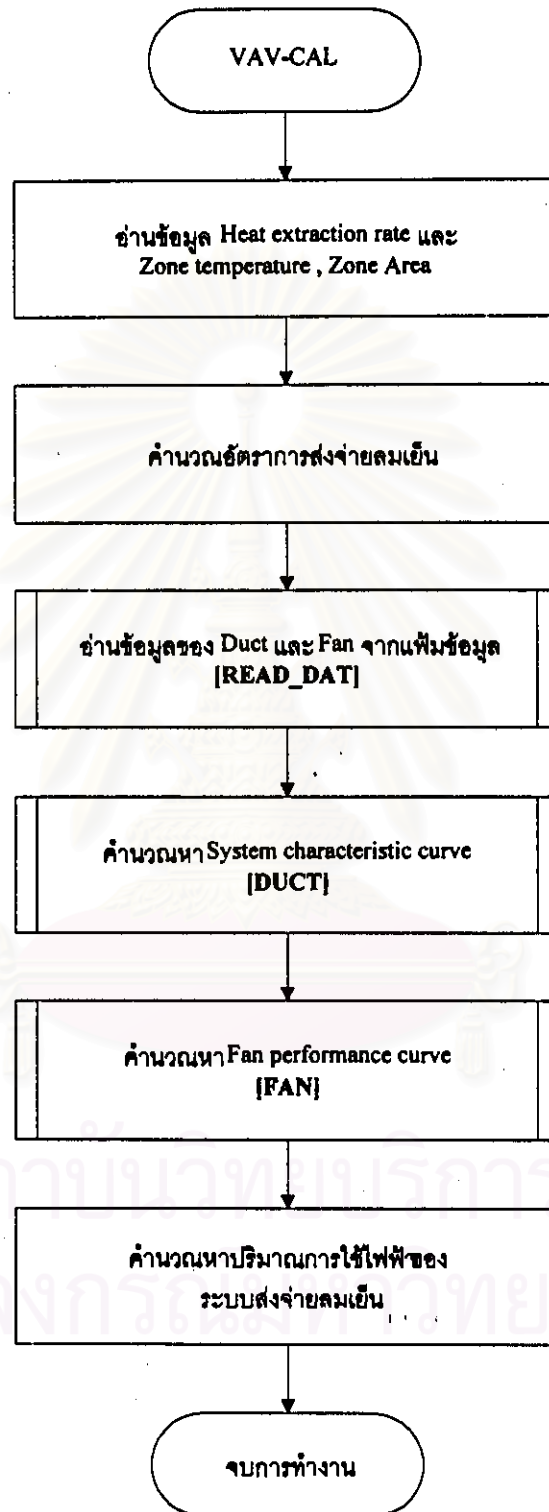 VAV-CAL
อ่านข้อมูล Heat extraction rate และ
Zone temperature , Zone Area
คำนวณอัตราการส่งจ่ายลมเย็น
อ่านข้อมูลของ Duct และ Fan จากแฟ้มข้อมูล
[READ_DAT]
คำนวณหา System characteristic curve
[DUCT]
คำนวณหา Fan performance curve
[FAN]
คำนวณหาปริมาณการใช้ไฟฟ้าของ
ระบบส่งจ่ายลมเย็น
จบการทำงาน